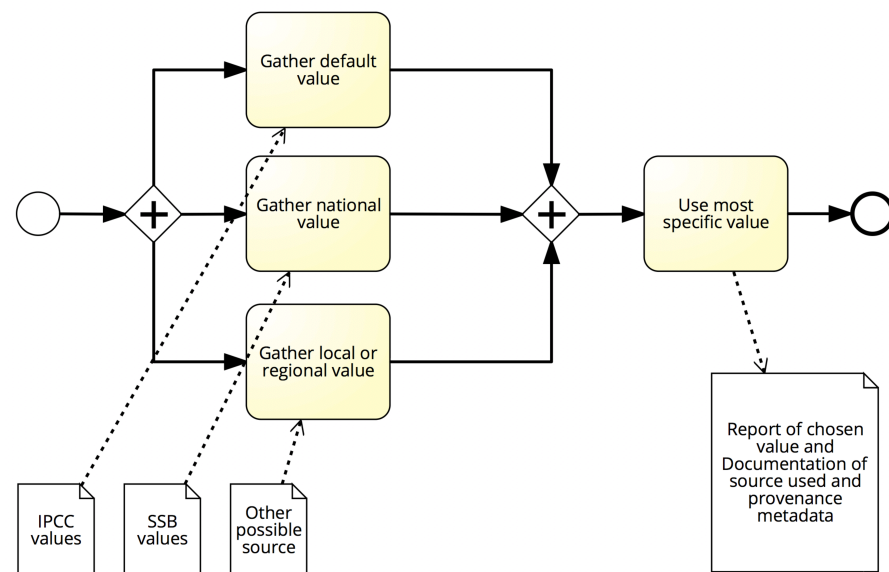 Gather default
value
Gather national
value
Gather local or
regional value
Use most
specific value
IPCC
values
SSB
values
Other
possible
source
Report of chosen
value and
Documentation of
source used and
provenance
metadata